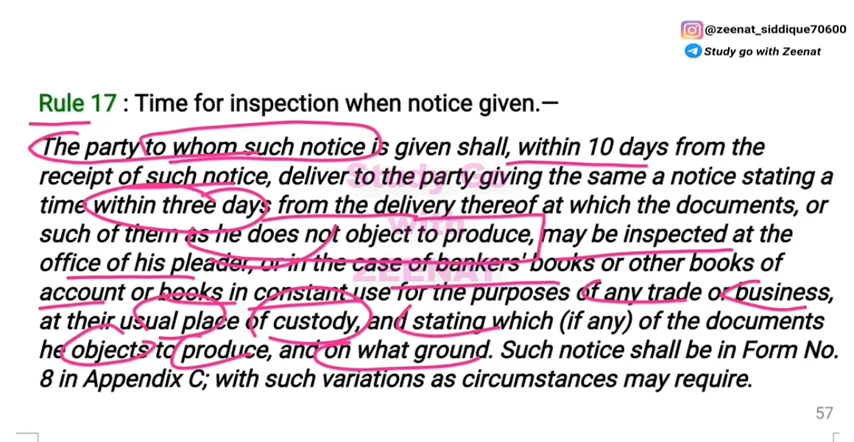 @zeenat_siddique70600
Study go with Zeenat
Rule 17 : Time for inspection when notice given.—
The party to whom such notice is given shall, within 10 days from the
receipt of such notice, deliver to the party giving the same a notice stating a
time within three days from the delivery thereof at which the documents, or
such of them as he does not object to produce, may be inspected at the
office of his pleader, or in the case of bankers' books or other books of
account or books in constant use for the purposes of any trade or business,
at their usual place of custody, and stating which (if any) of the documents
he objects to produce, and on what ground. Such notice shall be in Form No.
8 in Appendix C; with such variations as circumstances may require.
Study Go
With
ZEENAT
57